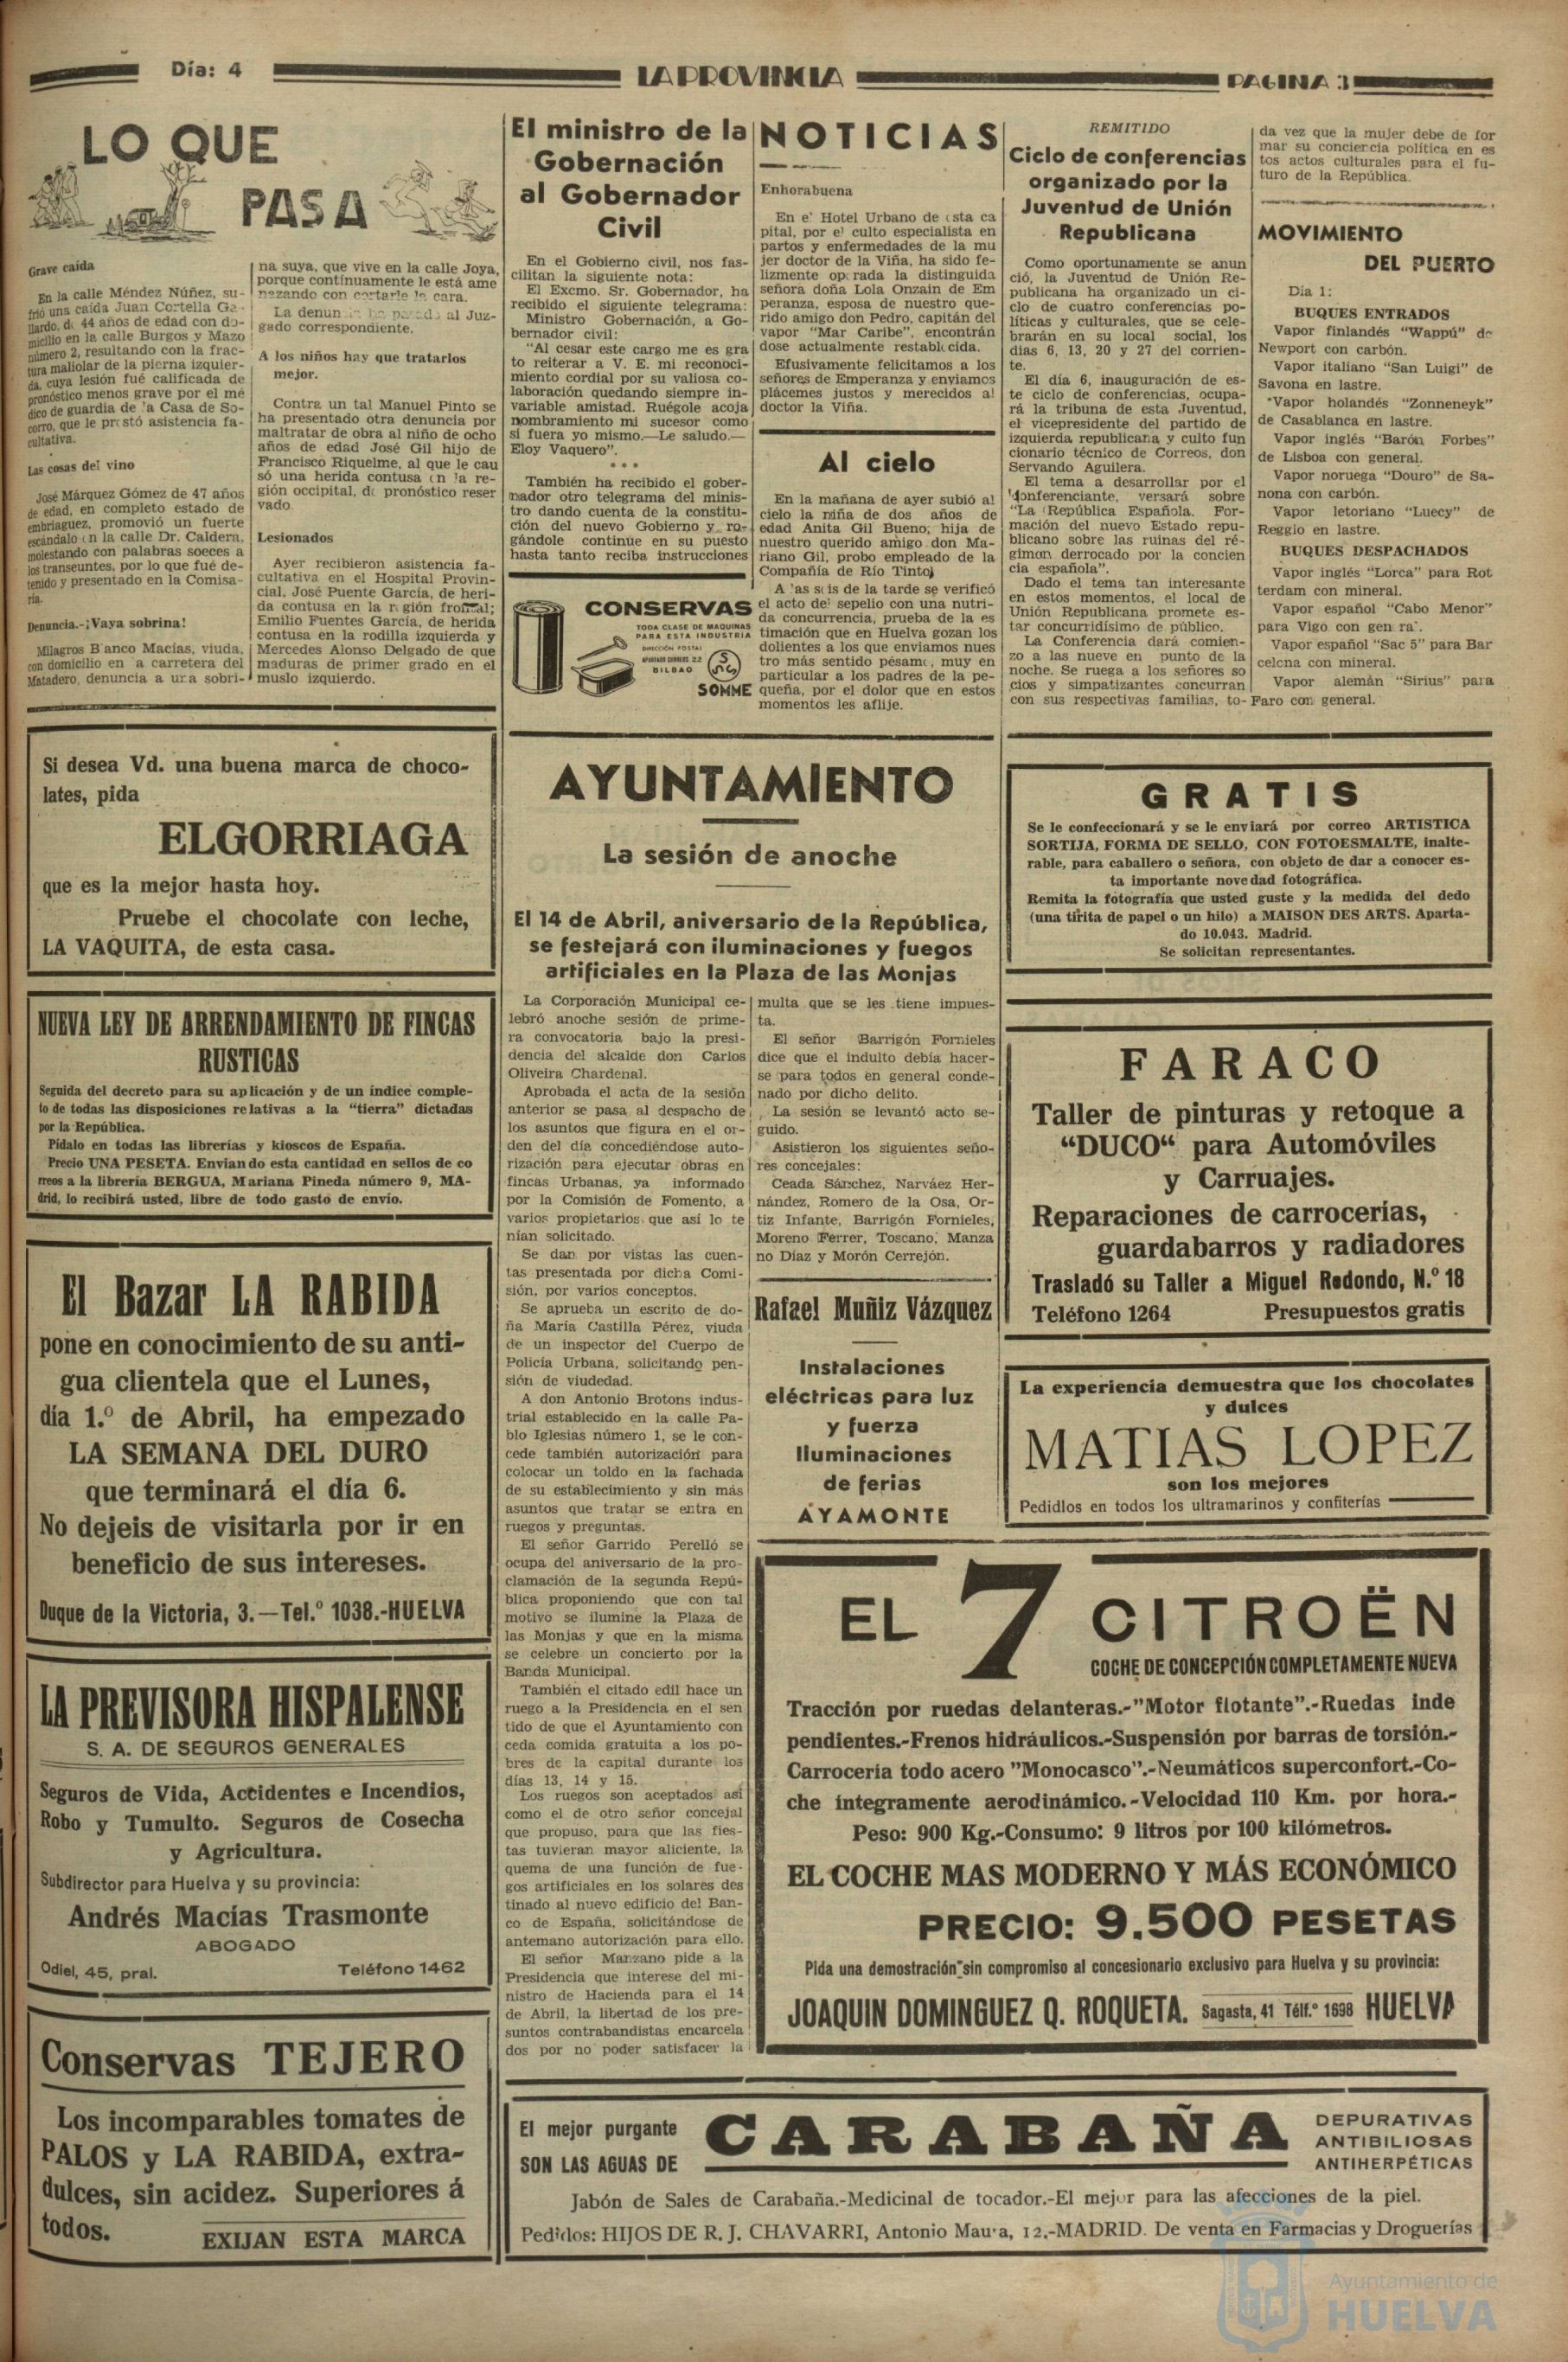 Día: 4
LA PROVINCIA
PAGINA 3
LO QUE
PASA
Grave caída
En la calle Méndez Núñez, su-
frió una caída Juan Cortella Ga-
llardo, de 44 años de edad con do-
micilio en la calle Burgos y Mazo
número 2, resultando con la frac-
tura maliolar de la pierna izquier-
da, cuya lesión fué calificada de
pronóstico menos grave por el mé
dico de guardia de la Casa de So-
corro, que le prestó asistencia fa-
cultativa.
Las cosas del vino
José Márquez Gómez de 47 años
de edad, en completo estado de
embriaguez, promovió un fuerte
escándalo en la calle Dr. Caldera,
molestando con palabras soeces a
los transeuntes, por lo que fué de-
tenido y presentado en la Comisa-
ría.
Denuncia.-¡Vaya sobrina!
Milagros Blanco Macías, viuda,
con domicilio en la carretera del
Matadero, denuncia a una sobri-
na suya, que vive en la calle Joya,
porque continuamente le está ame
nazando con cortarle la cara.
La denuncia ha pasado al Juz-
gado correspondiente.
A los niños hay que tratarlos
mejor.
Contra un tal Manuel Pinto se
ha presentado otra denuncia por
maltratar de obra al niño de ocho
años de edad José Gil hijo de
Francisco Riquelme, al que le cau
só una herida contusa en la re-
gión occipital, de pronóstico reser
vado
Lesionados
Ayer recibieron asistencia fa-
cultativa en el Hospital Provin-
cial, José Puente García, de heri-
da contusa en la región frontal;
Emilio Fuentes García, de herida
contusa en la rodilla izquierda y
Mercedes Alonso Delgado de que
maduras de primer grado en el
muslo izquierdo.
Si desea Vd. una buena marca de choco-
lates, pida
ELGORRIAGA
que es la mejor hasta hoy.
Pruebe el chocolate con leche,
LA VAQUITA, de esta casa.
NUEVA LEY DE ARRENDAMIENTO DE FINCAS
RUSTICAS
Seguida del decreto para su aplicación y de un índice comple-
to de todas las disposiciones relativas a la "tierra" dictadas
por la República.
Pídalo en todas las librerías y kioscos de España.
Precio UNA PESETA. Enviando esta cantidad en sellos de co
rreos a la librería BERGUA, Mariana Pineda número 9, MA-
drid, lo recibirá usted, libre de todo gasto de envío.
El Bazar LA RABIDA
pone en conocimiento de su anti-
gua clientela que el Lunes,
día 1.º de Abril, ha empezado
LA SEMANA DEL DURO
que terminará el día 6.
No dejeis de visitarla por ir en
beneficio de sus intereses.
Duque de la Victoria, 3.—Tel.º 1038.-HUELVA
LA PREVISORA HISPALENSE
S. A. DE SEGUROS GENERALES
Seguros de Vida, Accidentes e Incendios,
Robo y Tumulto. Seguros de Cosecha
y Agricultura.
Subdirector para Huelva y su provincia:
Andrés Macías Trasmonte
ABOGADO
Odiel, 45, pral. Teléfono 1462
Conservas TEJERO
Los incomparables tomates de
PALOS y LA RABIDA, extra-
dulces, sin acidez. Superiores á
todos. EXIJAN ESTA MARCA
El ministro de la
Gobernación
al Gobernador
Civil
En el Gobierno civil, nos fas-
cilitan la siguiente nota:
El Excmo. Sr. Gobernador, ha
recibido el siguiente telegrama:
Ministro Gobernación, a Go-
bernador civil:
"Al cesar este cargo me es gra
to reiterar a V. E. mi reconoci-
miento cordial por su valiosa co-
laboración quedando siempre in-
variable amistad. Ruégole acoja
nombramiento mi sucesor como
si fuera yo mismo.—Le saludo.—
Eloy Vaquero".
* * *
También ha recibido el gober-
nador otro telegrama del minis-
tro dando cuenta de la constitu-
ción del nuevo Gobierno y ro-
gándole continúe en su puesto
hasta tanto reciba instrucciones
CONSERVAS
TODA CLASE DE MAQUINAS
PARA ESTA INDUSTRIA
DIRECCIÓN POSTAL
APARTADO CORREOS 22
BILBAO
SOMME
NOTICIAS
Enhorabuena
En el Hotel Urbano de esta ca
pital, por el culto especialista en
partos y enfermedades de la mu
jer doctor de la Viña, ha sido fe-
lizmente operada la distinguida
señora doña Lola Onzain de Em
peranza, esposa de nuestro que-
rido amigo don Pedro, capitán del
vapor "Mar Caribe", encontrán
dose actualmente restablecida.
Efusivamente felicitamos a los
señores de Emperanza y enviamos
plácemes justos y merecidos al
doctor la Viña.
Al cielo
En la mañana de ayer subió al
cielo la niña de dos años de
edad Anita Gil Bueno, hija de
nuestro querido amigo don Ma-
riano Gil, probo empleado de la
Compañía de Río Tinto,
A las seis de la tarde se verificó
el acto del sepelio con una nutri-
da concurrencia, prueba de la es
timación que en Huelva gozan los
dolientes a los que enviamos nues
tro más sentido pésame, muy en
particular a los padres de la pe-
queña, por el dolor que en estos
momentos les aflije.
REMITIDO
Ciclo de conferencias
organizado por la
Juventud de Unión
Republicana
Como oportunamente se anun
ció, la Juventud de Unión Re-
publicana ha organizado un ci-
clo de cuatro conferencias po-
líticas y culturales, que se cele-
brarán en su local social, los
días 6, 13, 20 y 27 del corrien-
te.
El día 6, inauguración de es-
te ciclo de conferencias, ocupa-
rá la tribuna de esta Juventud,
el vicepresidente del partido de
izquierda republicana y culto fun
cionario técnico de Correos, don
Servando Aguilera.
El tema a desarrollar por el
conferenciante, versará sobre
"La República Española. For-
mación del nuevo Estado repu-
blicano sobre las ruinas del ré-
gimen derrocado por la concien
cia española".
Dado el tema tan interesante
en estos momentos, el local de
Unión Republicana promete es-
tar concurridísimo de público.
La Conferencia dará comien-
zo a las nueve en punto de la
noche. Se ruega a los señores so
cios y simpatizantes concurran
con sus respectivas familias, to-
da vez que la mujer debe de for
mar su conciencia política en es
tos actos culturales para el fu-
turo de la República.
MOVIMIENTO
DEL PUERTO
Día 1:
BUQUES ENTRADOS
Vapor finlandés "Wappú" de
Newport con carbón.
Vapor italiano "San Luigi" de
Savona en lastre.
Vapor holandés "Zonneneyk"
de Casablanca en lastre.
Vapor inglés "Barón Forbes"
de Lisboa con general.
Vapor noruega "Douro" de Sa-
nona con carbón.
Vapor letoriano "Luecy" de
Reggio en lastre.
BUQUES DESPACHADOS
Vapor inglés "Lorca" para Rot
terdam con mineral.
Vapor español "Cabo Menor"
para Vigo con general.
Vapor español "Sac 5" para Bar
celona con mineral.
Vapor alemán "Sirius" para
Faro con general.
AYUNTAMIENTO
La sesión de anoche
El 14 de Abril, aniversario de la República,
se festejará con iluminaciones y fuegos
artificiales en la Plaza de las Monjas
La Corporación Municipal ce-
lebró anoche sesión de prime-
ra convocatoria bajo la presi-
dencia del alcalde don Carlos
Oliveira Chardenal.
Aprobada el acta de la sesión
anterior se pasa al despacho de
los asuntos que figura en el or-
den del día concediéndose auto-
rización para ejecutar obras en
fincas Urbanas, ya informado
por la Comisión de Fomento, a
varios propietarios que así lo te
nían solicitado.
Se dan por vistas las cuen-
tas presentada por dicha Comi-
sión, por varios conceptos.
Se aprueba un escrito de do-
ña María Castilla Pérez, viuda
de un inspector del Cuerpo de
Policía Urbana, solicitando pen-
sión de viudedad.
A don Antonio Brotons indus-
trial establecido en la calle Pa-
blo Iglesias número 1, se le con-
cede también autorización para
colocar un toldo en la fachada
de su establecimiento y sin más
asuntos que tratar se entra en
ruegos y preguntas.
El señor Garrido Perelló se
ocupa del aniversario de la pro-
clamación de la segunda Repú-
blica proponiendo que con tal
motivo se ilumine la Plaza de
las Monjas y que en la misma
se celebre un concierto por la
Banda Municipal.
También el citado edil hace un
ruego a la Presidencia en el sen
tido de que el Ayuntamiento con
ceda comida gratuita a los po-
bres de la capital durante los
días 13, 14 y 15.
Los ruegos son aceptados así
como el de otro señor concejal
que propuso, para que las fies-
tas tuvieran mayor aliciente, la
quema de una función de fue-
gos artificiales en los solares des
tinado al nuevo edificio del Ban-
co de España, solicitándose de
antemano autorización para ello.
El señor Manzano pide a la
Presidencia que interese del mi-
nistro de Hacienda para el 14
de Abril, la libertad de los pre-
suntos contrabandistas encarcela
dos por no poder satisfacer la
multa que se les tiene impues-
ta.
El señor Barrigón Fornieles
dice que el indulto debía hacer-
se para todos en general conde-
nado por dicho delito.
La sesión se levantó acto se-
guido.
Asistieron los siguientes seño-
res concejales:
Ceada Sánchez, Narváez Her-
nández, Romero de la Osa, Or-
tiz Infante, Barrigón Fornieles,
Moreno Ferrer, Toscano, Manza
no Díaz y Morón Cerrejón.
Rafael Muñiz Vázquez
Instalaciones
eléctricas para luz
y fuerza
Iluminaciones
de ferias
AYAMONTE
GRATIS
Se le confeccionará y se le enviará por correo ARTISTICA
SORTIJA, FORMA DE SELLO, CON FOTOESMALTE, inalte-
rable, para caballero o señora, con objeto de dar a conocer es-
ta importante novedad fotográfica.
Remita la fotografía que usted guste y la medida del dedo
(una tirita de papel o un hilo) a MAISON DES ARTS. Aparta-
do 10.043. Madrid.
Se solicitan representantes.
FARACO
Taller de pinturas y retoque a
"DUCO" para Automóviles
y Carruajes.
Reparaciones de carrocerías,
guardabarros y radiadores
Trasladó su Taller a Miguel Redondo, N.º 18
Teléfono 1264 Presupuestos gratis
La experiencia demuestra que los chocolates
y dulces
MATIAS LOPEZ
son los mejores
Pedidlos en todos los ultramarinos y confiterías
EL 7 CITROËN
COCHE DE CONCEPCIÓN COMPLETAMENTE NUEVA
Tracción por ruedas delanteras.-"Motor flotante".-Ruedas inde
pendientes.-Frenos hidráulicos.-Suspensión por barras de torsión.-
Carrocería todo acero "Monocasco".-Neumáticos superconfort.-Co-
che íntegramente aerodinámico.-Velocidad 110 Km. por hora.-
Peso: 900 Kg.-Consumo: 9 litros por 100 kilómetros.
EL COCHE MAS MODERNO Y MÁS ECONÓMICO
PRECIO: 9.500 PESETAS
Pida una demostración sin compromiso al concesionario exclusivo para Huelva y su provincia:
JOAQUIN DOMINGUEZ Q. ROQUETA. Sagasta, 41 Télf.º 1698 HUELVA
El mejor purgante
SON LAS AGUAS DE
CARABAÑA
DEPURATIVAS
ANTIBILIOSAS
ANTIHERPÉTICAS
Jabón de Sales de Carabaña.-Medicinal de tocador.-El mejor para las afecciones de la piel.
Pedidos: HIJOS DE R. J. CHAVARRI, Antonio Maura, 12.-MADRID. De venta en Farmacias y Droguerías
Ayuntamiento de
HUELVA